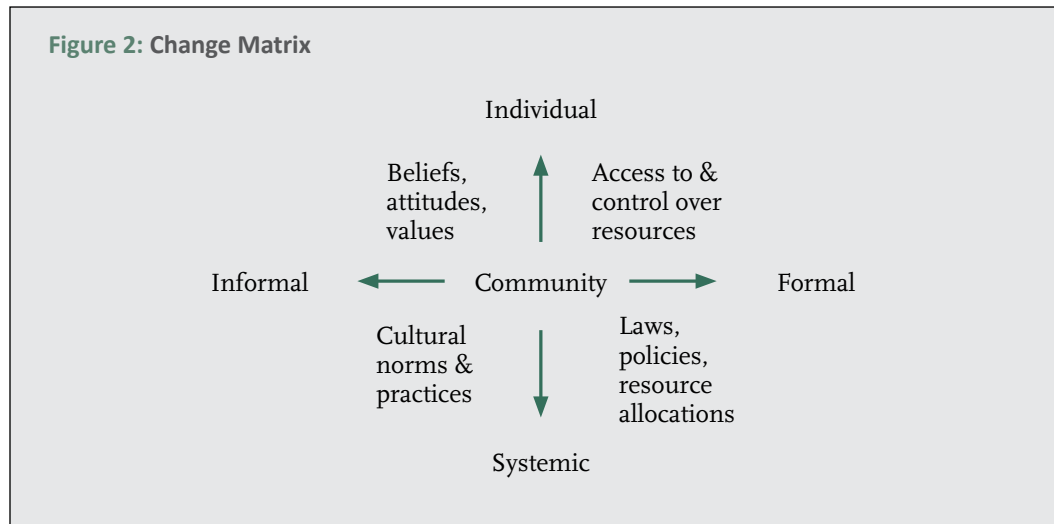 Figure 2: Change Matrix
Individual
Beliefs,
attitudes,
values
Access to &
control over
resources
Informal
Community
Formal
Cultural
norms &
practices
Laws,
policies,
resource
allocations
Systemic